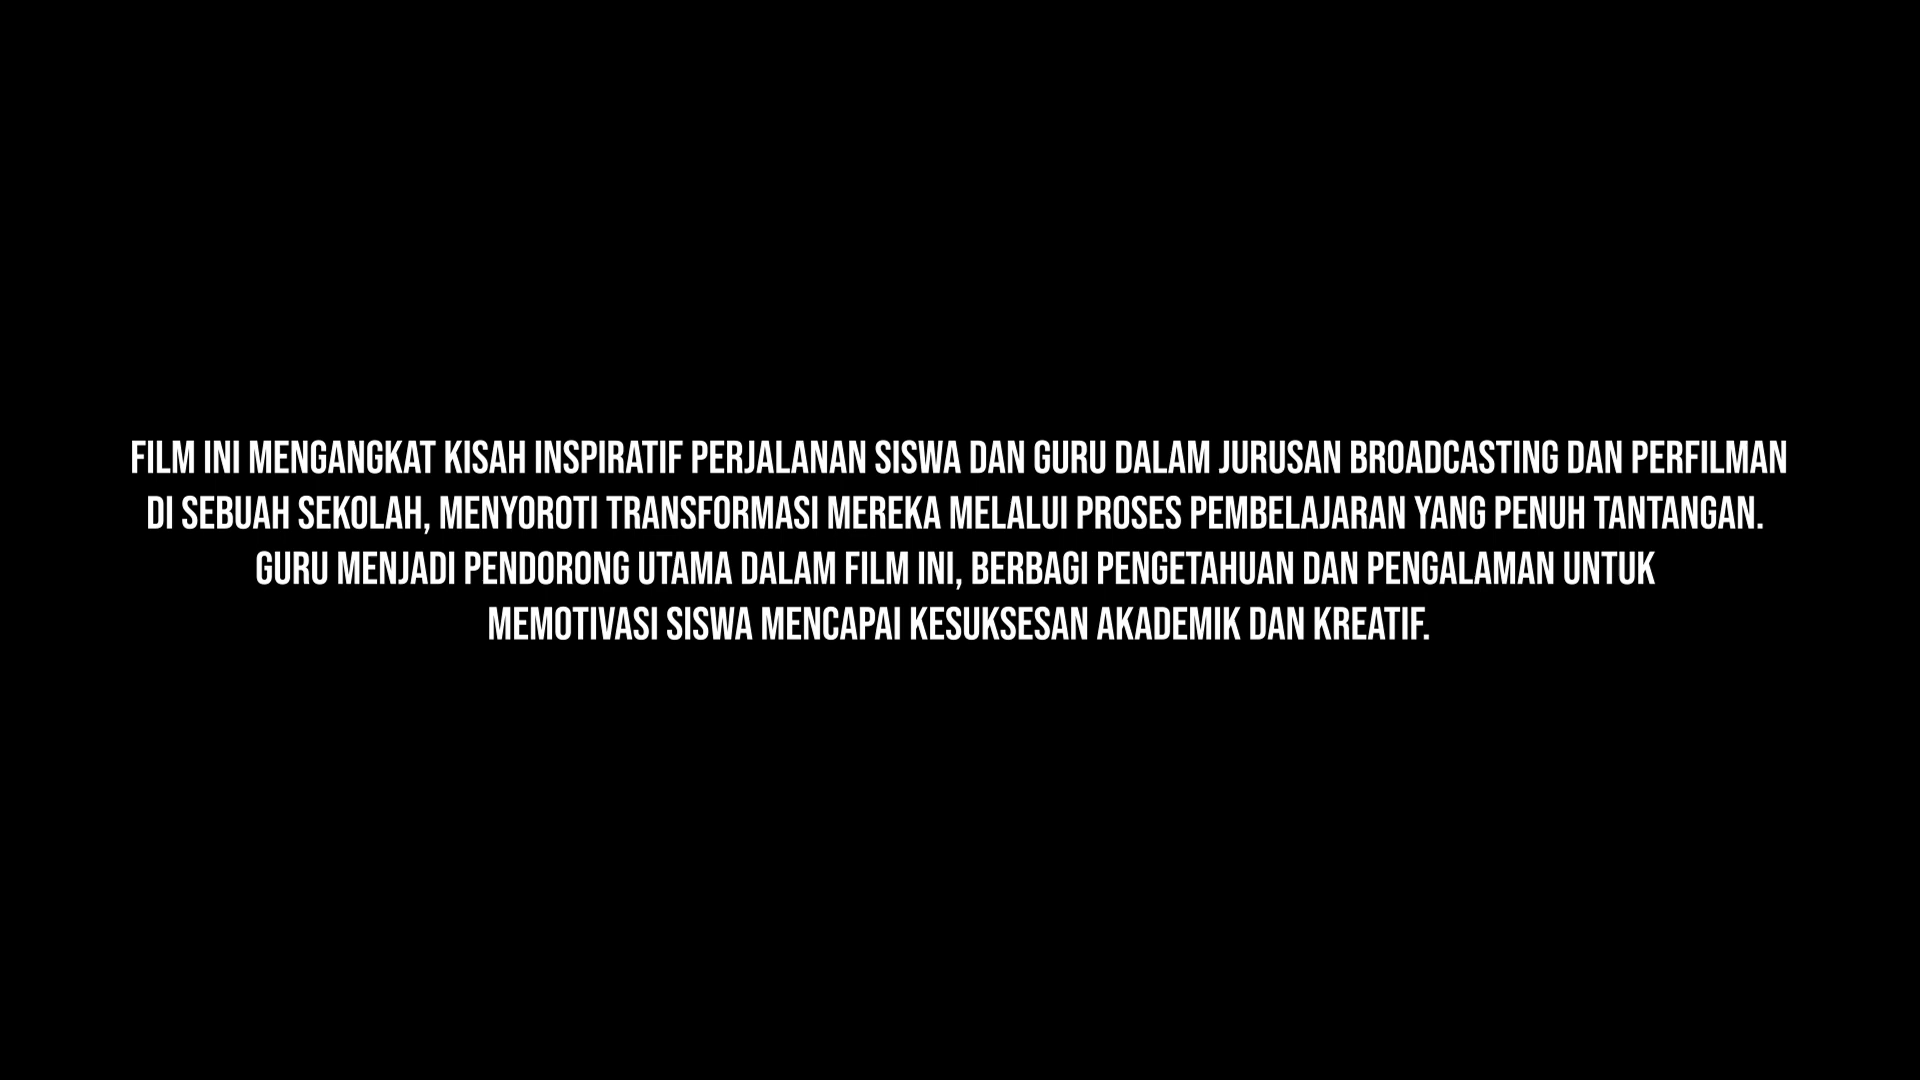 FILM INI MENGANGKAT KISAH INSPIRATIF PERJALANAN SISWA DAN GURU DALAM JURUSAN BROADCASTING DAN PERFILMAN
DI SEBUAH SEKOLAH, MENYOROTI TRANSFORMASI MEREKA MELALUI PROSES PEMBELAJARAN YANG PENUH TANTANGAN.
GURU MENJADI PENDORONG UTAMA DALAM FILM INI, BERBAGI PENGETAHUAN DAN PENGALAMAN UNTUK
MEMOTIVASI SISWA MENCAPAI KESUKSESAN AKADEMIK DAN KREATIF.